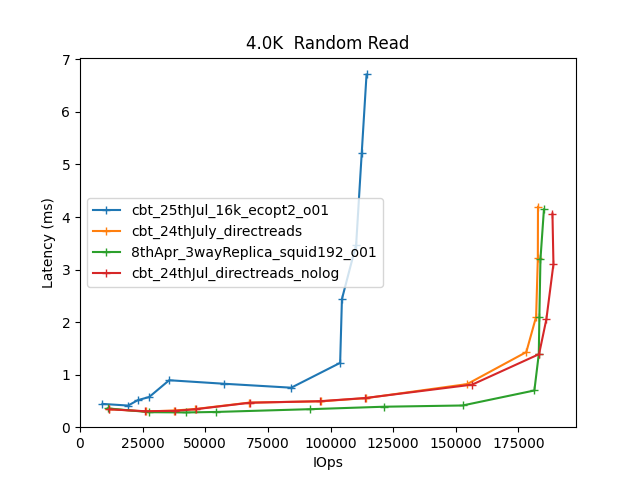 4.0K  Random Read
Latency (ms)
7
6
5
4
3
2
1
0
cbt_25thJul_16k_ecopt2_o01
cbt_24thJuly_directreads
8thApr_3wayReplica_squid192_o01
cbt_24thJul_directreads_nolog
0 25000 50000 75000 100000 125000 150000 175000
IOps